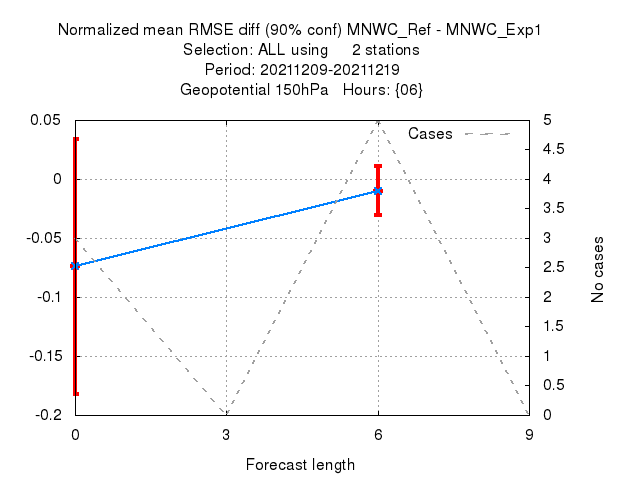 Normalized mean RMSE diff (90% conf) MNWC_Ref - MNWC_Exp1
Selection: ALL using 2 stations
Period: 20211209-20211219
Geopotential 150hPa Hours: {06}
Cases
0.05
0
-0.05
-0.1
-0.15
-0.2
5
4.5
4
3.5
3
2.5
2
1.5
1
0.5
0
No cases
0 3 6 9
Forecast length